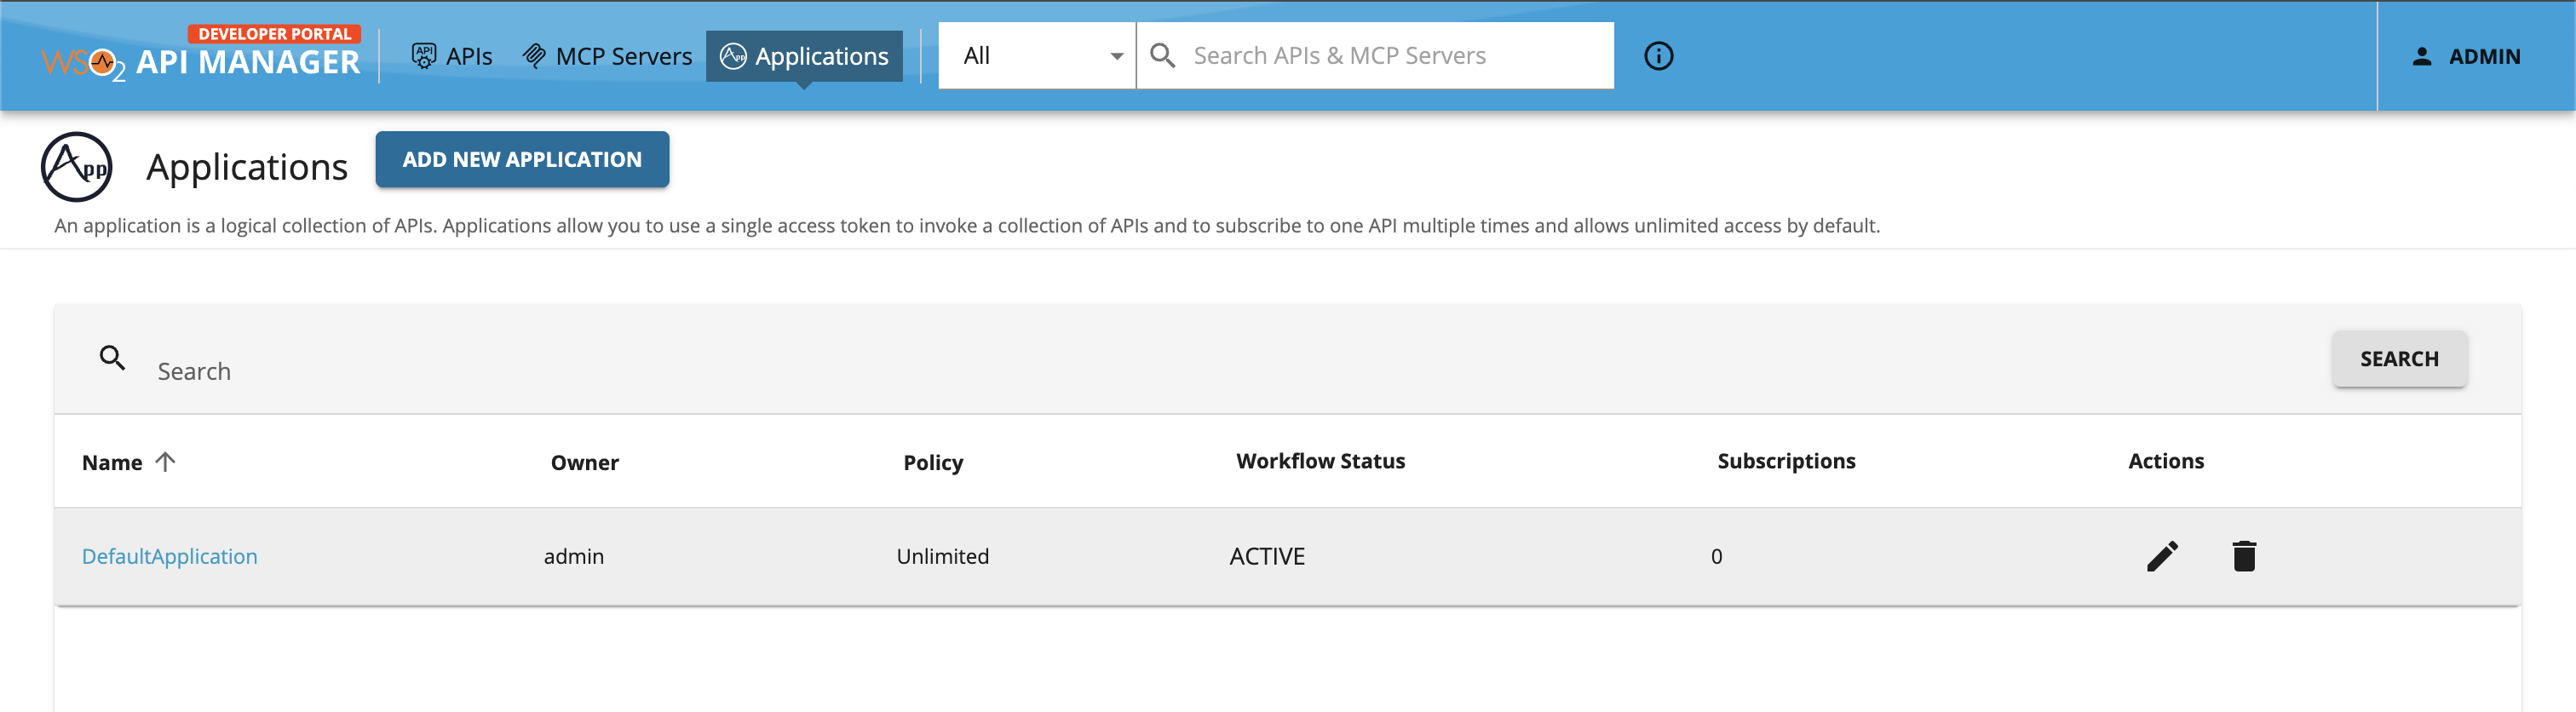 DEVELOPER PORTAL
WSO2 API MANAGER
APIs
MCP Servers
Applications
All
Search APIs & MCP Servers
ADMIN
App Applications
ADD NEW APPLICATION
An application is a logical collection of APIs. Applications allow you to use a single access token to invoke a collection of APIs and to subscribe to one API multiple times and allows unlimited access by default.
Search
SEARCH
Name Owner Policy Workflow Status Subscriptions Actions
DefaultApplication admin Unlimited ACTIVE 0